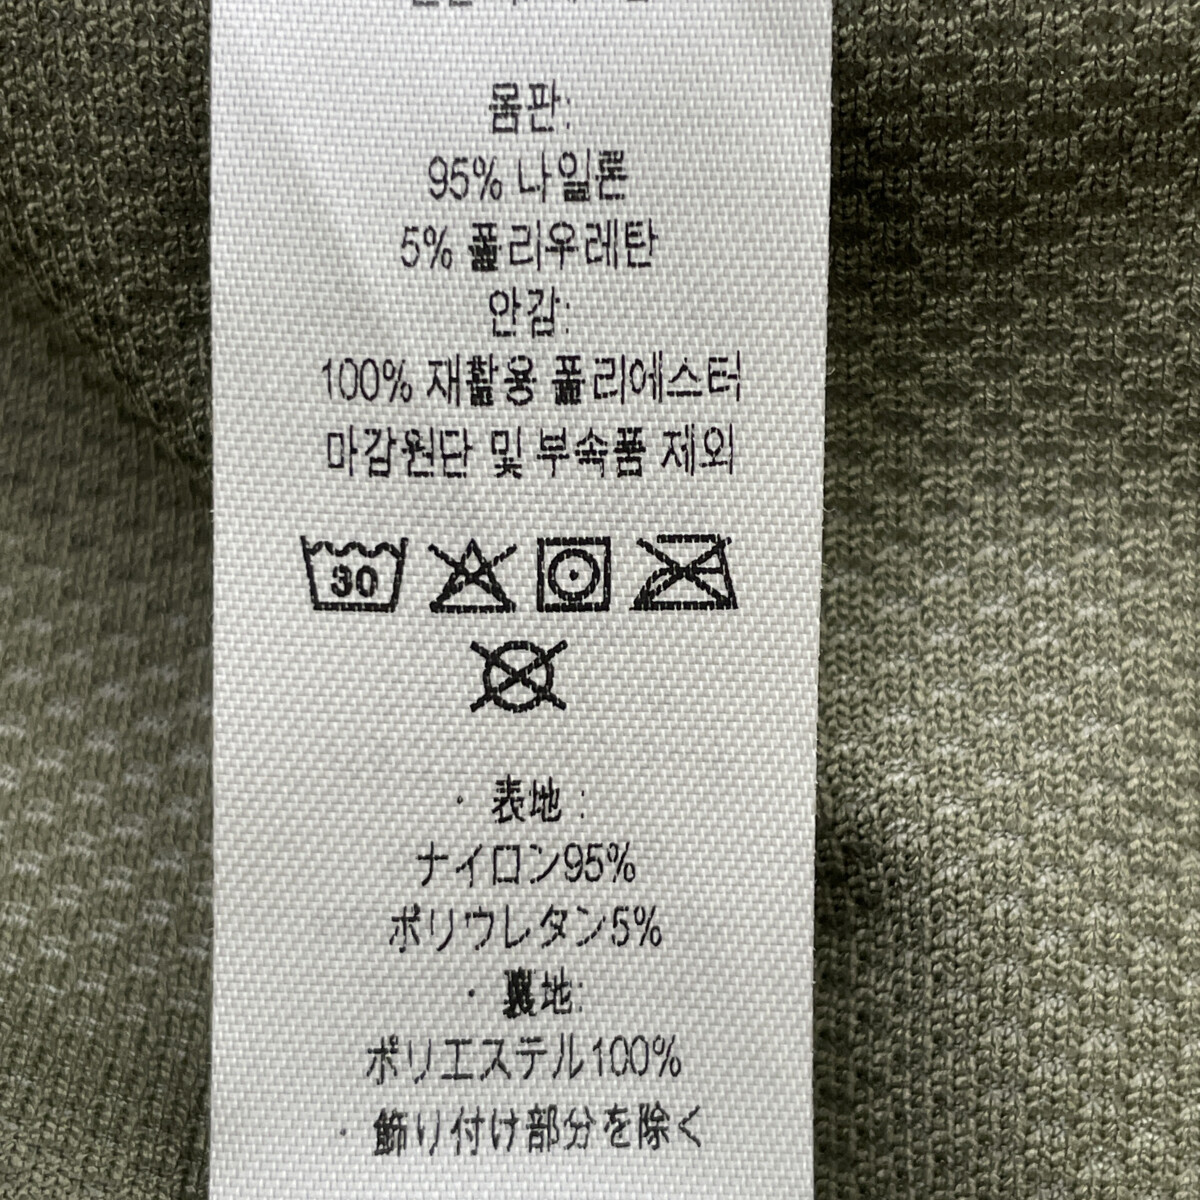 몸판:
95% 나일론
5% 폴리우레탄
안감:
100% 재활용 폴리에스터
마감원단 및 부속품 제외
30
・表地:
ナイロン95%
ポリウレタン5%
・裏地:
ポリエステル100%
・飾り付け部分を除く